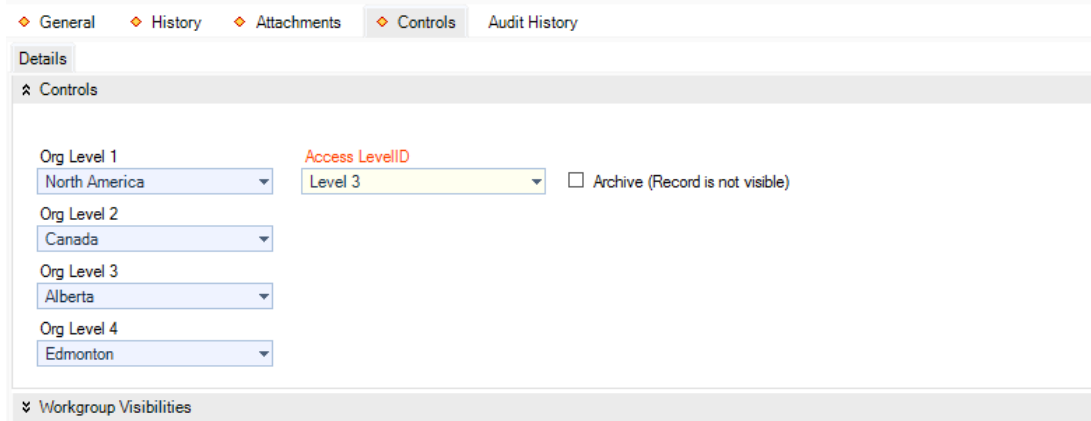 General History Attachments Controls Audit History
Details
Controls
Org Level 1 Access LevelID
North America Level 3 Archive (Record is not visible)
Org Level 2
Canada
Org Level 3
Alberta
Org Level 4
Edmonton
Workgroup Visibilities